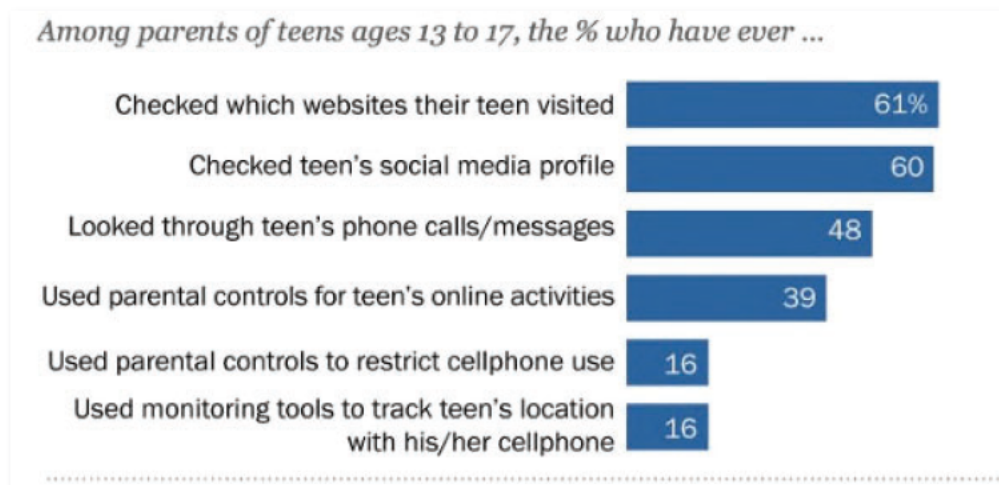 Among parents of teens ages 13 to 17, the % who have ever ...
Checked which websites their teen visited 61%
Checked teen's social media profile 60
Looked through teen's phone calls/messages 48
Used parental controls for teen's online activities 39
Used parental controls to restrict cellphone use 16
Used monitoring tools to track teen's location
with his/her cellphone 16